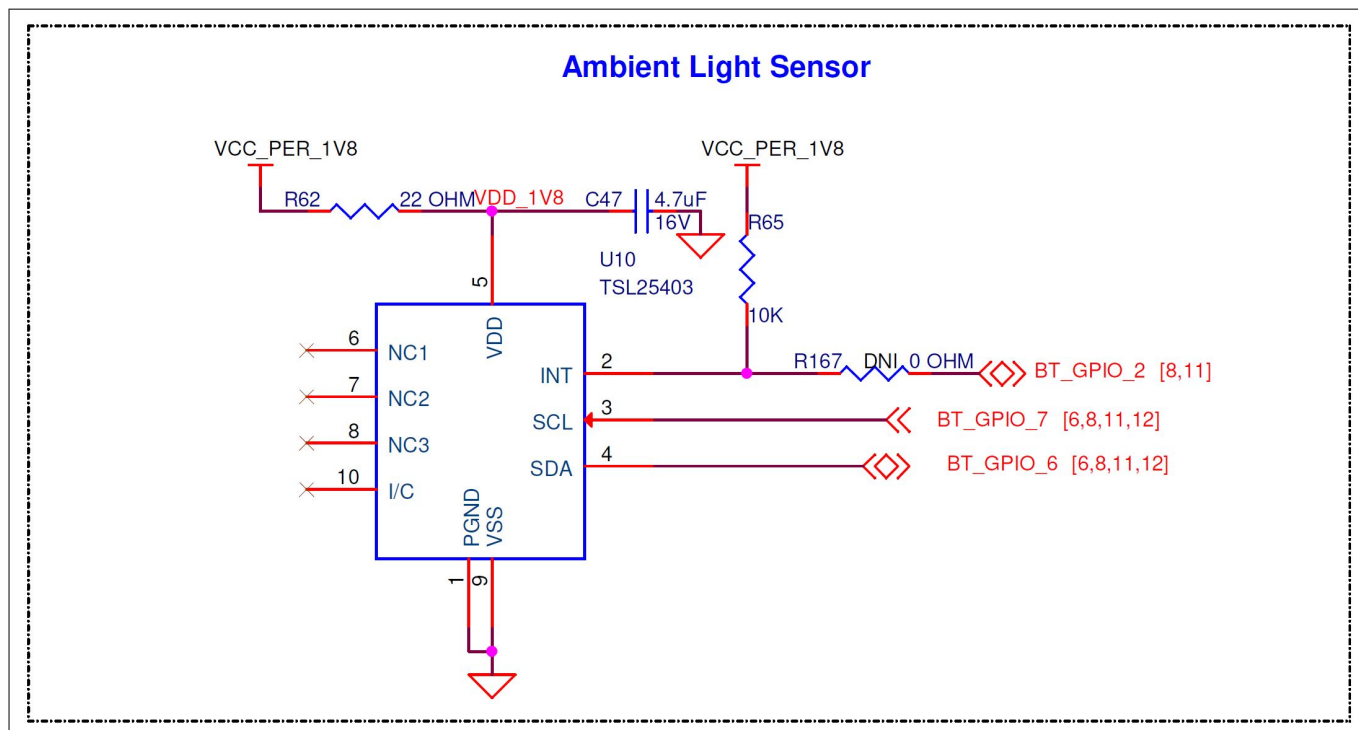 Ambient Light Sensor
VCC_PER_1V8
VCC_PER_1V8
R62
22 OHM
VDD_1V8
C47
4.7uF
16V
R65
U10
TSL25403
5
10K
6
NC1
VDD
7
NC2
8
NC3
10
I/C
INT
2
R167
DNI
0 OHM
BT_GPIO_2 [8,11]
SCL
3
BT_GPIO_7 [6,8,11,12]
SDA
4
BT_GPIO_6 [6,8,11,12]
PGND
VSS
1
9